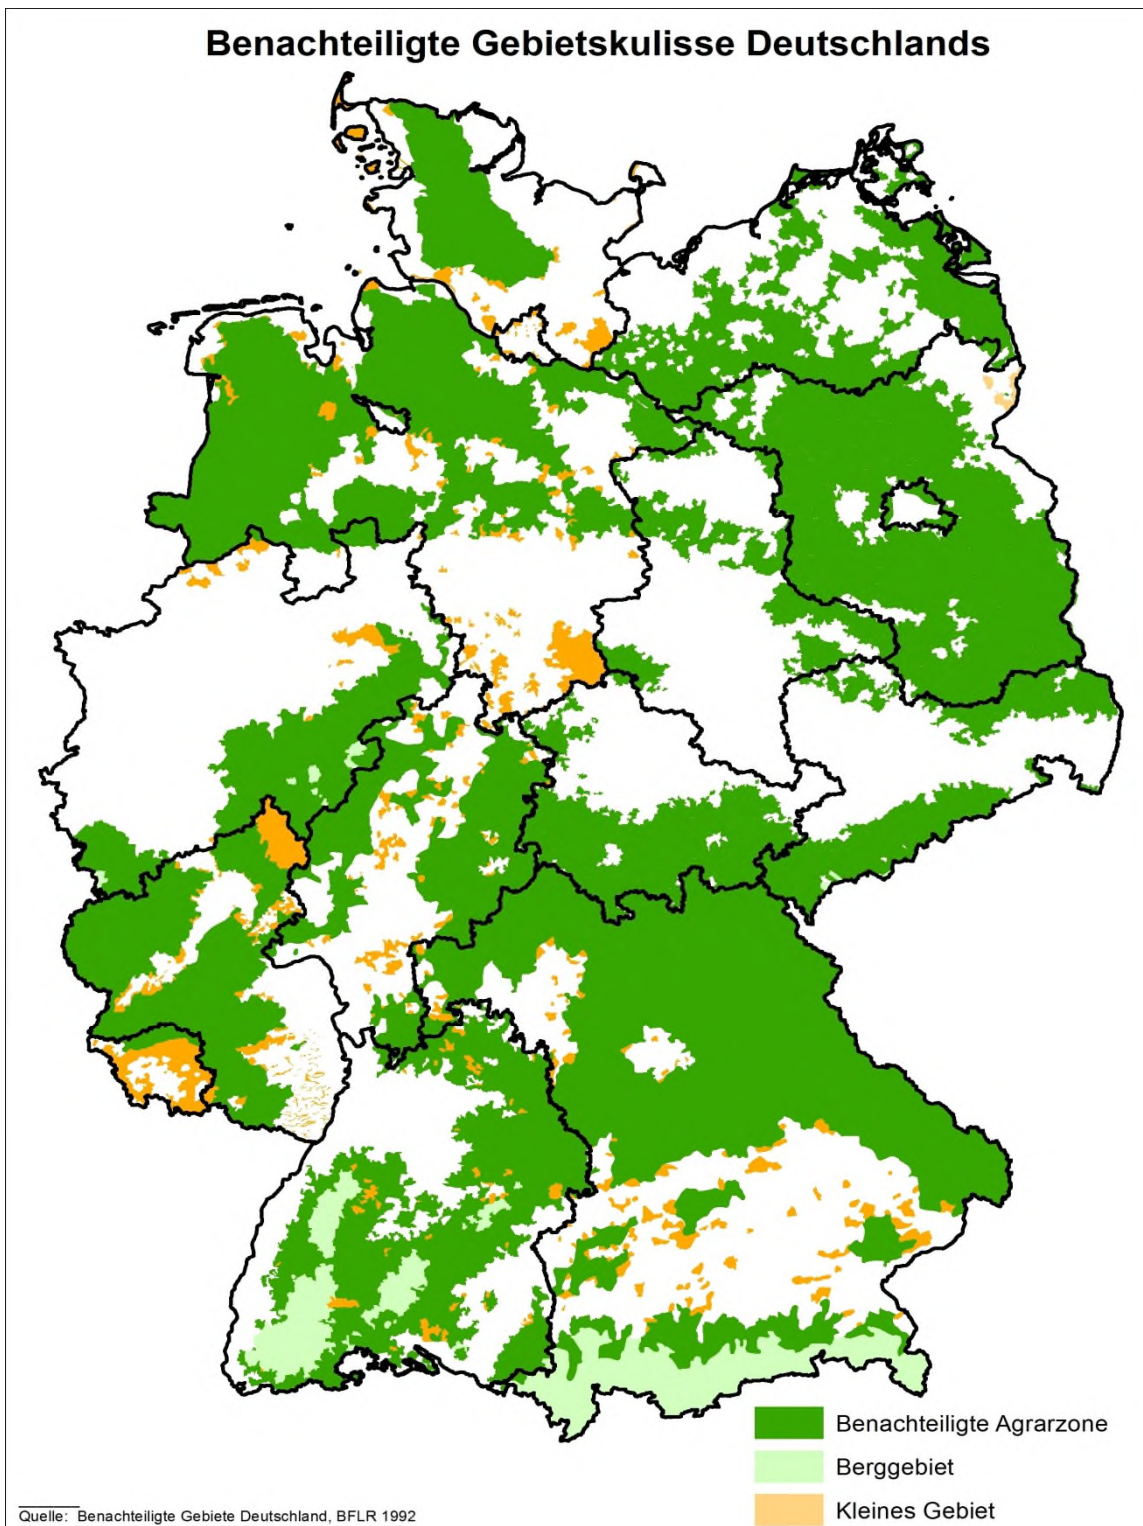 Benachteiligte Gebietskulisse Deutschlands
Benachteiligte Agrarzone
Berggebiet
Kleines Gebiet
Quelle: Benachteiligte Gebiete Deutschland, BFLR 1992